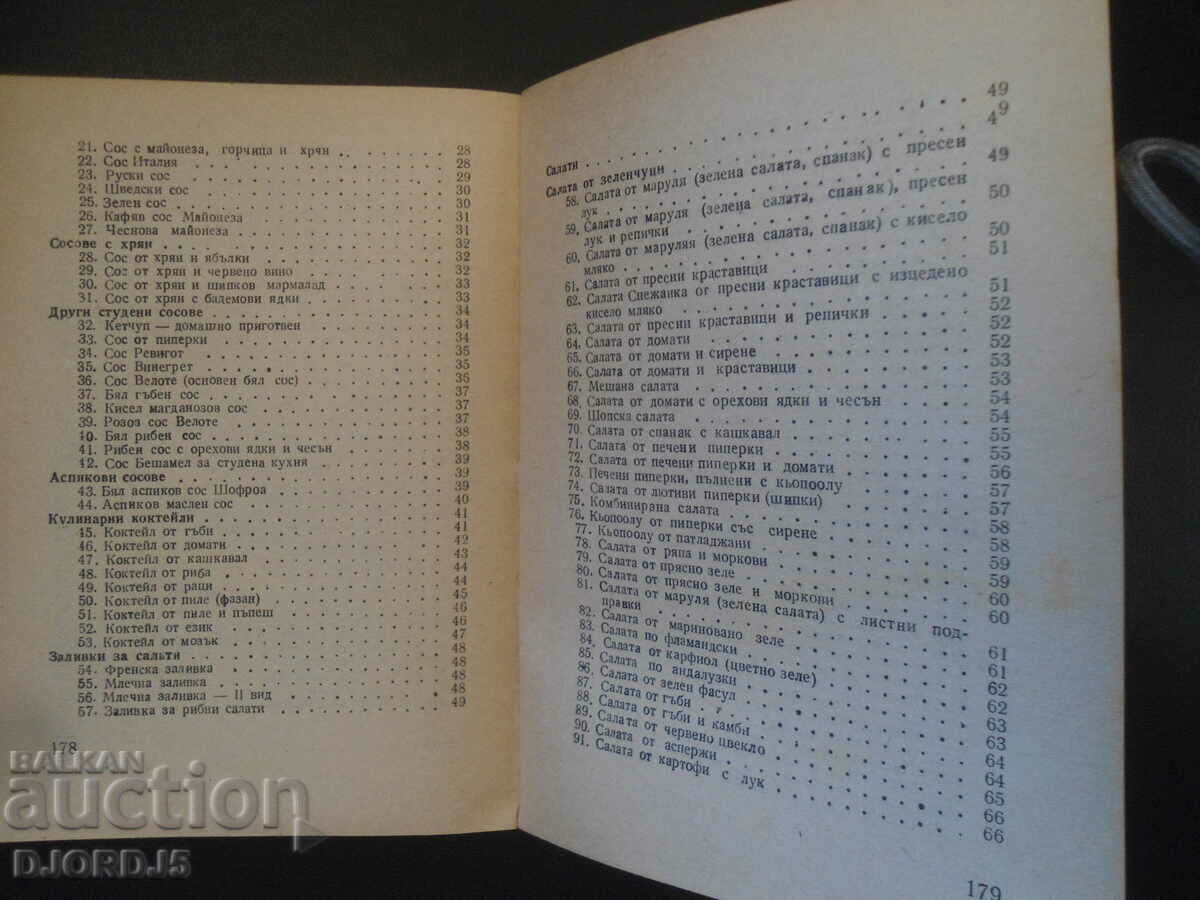 21. Сос с майонеза, горчица и хрян . . . . . . . 28
22. Сос Италия . . . . . . . . . . . . . 28
23. Руски сос . . . . . . . . . . . . . 29
24. Шведски сос . . . . . . . . . . . . . 30
25. Зелен сос . . . . . . . . . . . . . 30
26. Кафяв сос Майонеза . . . . . . . . . . . 31
27. Чеснова майонеза . . . . . . . . . . . 31
Сосове с хрян . . . . . . . . . . . . . 32
28. Сос от хрян и ябълки . . . . . . . . . . 32
29. Сос от хрян и червено вино . . . . . . . . 32
30. Сос от хрян и шипков мармалад . . . . . . 33
31. Сос от хрян с бадемови ядки . . . . . . . . 33
Други студени сосове . . . . . . . . . . . 34
32. Кетчуп — домашно приготвен . . . . . . . . 34
33. Сос от пиперки . . . . . . . . . . . . 34
34. Сос Ревигот . . . . . . . . . . . . . 35
35. Сос Винегрет . . . . . . . . . . . . 35
36. Сос Велоте (основен бял сос) . . . . . . . . 36
37. Бял гъбен сос . . . . . . . . . . . . 37
38. Кисел магданозов сос . . . . . . . . . . 37
39. Розов сос Велоте . . . . . . . . . . . 37
40. Бял рибен сос . . . . . . . . . . . . 38
41. Рибен сос с орехови ядки и чесън . . . . . . 38
42. Сос Бешамел за студена кухня . . . . . . . 39
Аспикови сосове . . . . . . . . . . . . . 39
43. Бял аспиков сос Шофроа . . . . . . . . . 39
44. Аспиков маслен сос . . . . . . . . . . . 40
Кулинарни коктейли . . . . . . . . . . . . 41
45. Коктейл от гъби . . . . . . . . . . . . 41
46. Коктейл от домати . . . . . . . . . . . 42
47. Коктейл от кашкавал . . . . . . . . . . 43
48. Коктейл от риба . . . . . . . . . . . . 44
49. Коктейл от раци . . . . . . . . . . . . 44
50. Коктейл от пиле (фазан) . . . . . . . . . 45
51. Коктейл от пиле и пъпеш . . . . . . . . . 46
52. Коктейл от език . . . . . . . . . . . . 46
53. Коктейл от мозък . . . . . . . . . . . 47
Заливки за салати . . . . . . . . . . . . 48
54. Френска заливка . . . . . . . . . . . . 48
55. Млечна заливка . . . . . . . . . . . . 48
56. Млечна заливка — II вид . . . . . . . . . 48
57. Заливка за рибни салати . . . . . . . . . 49
178
Салати . . . . . . . . . . . . . 49
Салата от зеленчуци . . . . . . . . . . . 49
58. Салата от маруля (зелена салата, спанак) с пресен
лук . . . . . . . . . . . . . 49
59. Салата от маруля (зелена салата, спанак), пресен
лук и репички . . . . . . . . . . . 50
60. Салата от маруляя (зелена салата, спанак) с кисело
мляко . . . . . . . . . . . . . 50
61. Салата от пресни краставици . . . . . . . . 51
62. Салата Снежанка от пресни краставици с изцедено
кисело мляко . . . . . . . . . . . 51
63. Салата от пресни краставици и репички . . . . 52
64. Салата от домати . . . . . . . . . . . 52
65. Салата от домати и сирене . . . . . . . . 52
66. Салата от домати и краставици . . . . . . . 53
67. Мешана салата . . . . . . . . . . . . 53
68. Салата от домати с орехови ядки и чесън . . . . 54
69. Шопска салата . . . . . . . . . . . . 54
70. Салата от спанак с кашкавал . . . . . . . . 55
71. Салата от печени пиперки . . . . . . . . . 55
72. Салата от печени пиперки и домати . . . . . . 56
73. Печени пиперки, пълнени с кьопоолу . . . . . 57
74. Салата от лютиви пиперки (шипки) . . . . . . 57
75. Комбинирана салата . . . . . . . . . . . 58
76. Кьопоолу от пиперки със сирене . . . . . . . 58
77. Кьопоолу от патладжани . . . . . . . . . 59
78. Салата от ряпа и моркови . . . . . . . . . 59
79. Салата от прясно зеле . . . . . . . . . . 60
80. Салата от прясно зеле и моркови . . . . . . . 60
81. Салата от маруля (зелена салата) с листни под-
правки . . . . . . . . . . . . . 61
82. Салата от мариновано зеле . . . . . . . . 61
83. Салата по фламандски . . . . . . . . . . 62
84. Салата от карфиол (цветно зеле) . . . . . . . 62
85. Салата по андалузки . . . . . . . . . . 63
86. Салата от зелен фасул . . . . . . . . . . 63
87. Салата от гъби . . . . . . . . . . . . 64
88. Салата от гъби и камби . . . . . . . . . 64
89. Салата от червено цвекло . . . . . . . . . 65
90. Салата от аспержи . . . . . . . . . . . 66
91. Салата от картофи с лук . . . . . . . . . 66
179
BALKAN
auction
DJORDJ5